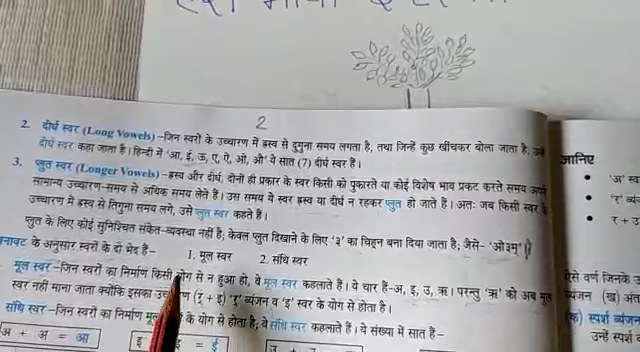 2
2. दीर्घ स्वर (Long Vowels) –जिन स्वरों के उच्चारण में ह्रस्व से दुगुना समय लगता है, तथा जिन्हें कुछ खींचकर बोला जाता है, उन्हें
दीर्घ स्वर कहा जाता है। हिन्दी में 'आ, ई, ऊ, ए, ऐ, ओ, औ' ये सात (7) दीर्घ स्वर हैं।
3. प्लुत स्वर (Longer Vowels) –ह्रस्व और दीर्घ, दोनों ही प्रकार के स्वर किसी को पुकारते या कोई विशेष भाव प्रकट करते समय अपने
सामान्य उच्चारण-समय से अधिक समय लेते हैं। उस समय ये स्वर ह्रस्व या दीर्घ न रहकर प्लुत हो जाते हैं। अतः जब किसी स्वर के
उच्चारण में ह्रस्व से तिगुना समय लगे, उसे प्लुत स्वर कहते हैं।
प्लुत के लिए कोई सुनिश्चित संकेत-व्यवस्था नहीं है; केवल प्लुत दिखाने के लिए '३' का चिह्न बना दिया जाता है; जैसे– 'ओ३म्'
बनावट के अनुसार स्वरों के दो भेद हैं– 1. मूल स्वर 2. संधि स्वर
मूल स्वर–जिन स्वरों का निर्माण किसी योग से न हुआ हो, वे मूल स्वर कहलाते हैं। ये चार हैं–अ, इ, उ, ऋ। परन्तु 'ऋ' को अब मूल
स्वर नहीं माना जाता क्योंकि इसका (र् + इ) 'र्' व्यंजन व 'इ' स्वर के योग से होता है।
संधि स्वर–जिन स्वरों का निर्माण मूल के योग से होता है; वे संधि स्वर कहलाते हैं। ये संख्या में सात हैं–
अ + अ = आ
= ई
जानिए
• 'अ' स्व
• 'र' व्यं
• र + उ
ऐसे वर्ण जिनके उ
व्यंजन (ख) अंत
(क) स्पर्श व्यंजन
उन्हें स्पर्श